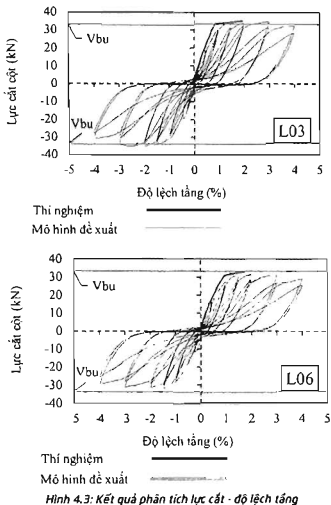 40
30
20
10
0
10
20
30
40
Lực cắt cột (kN)
Vbu
Vbu
L03
-5 -4 -3 -2 -1 0 1 2 3 4 5
Độ lệch tầng (%)
Thí nghiệm
Mô hình đề xuất
40
30
20
10
0
-10
-20
-30
-40
Lực cắt cột (kN)
Vbu
Vbu
L06
5 -4 -3 -2 -1 0 1 2 3 4 5
Độ lệch tầng (%)
Thí nghiệm
Mô hình đề xuất
Hình 4.3: Kết quả phân tích lực cắt - độ lệch tầng